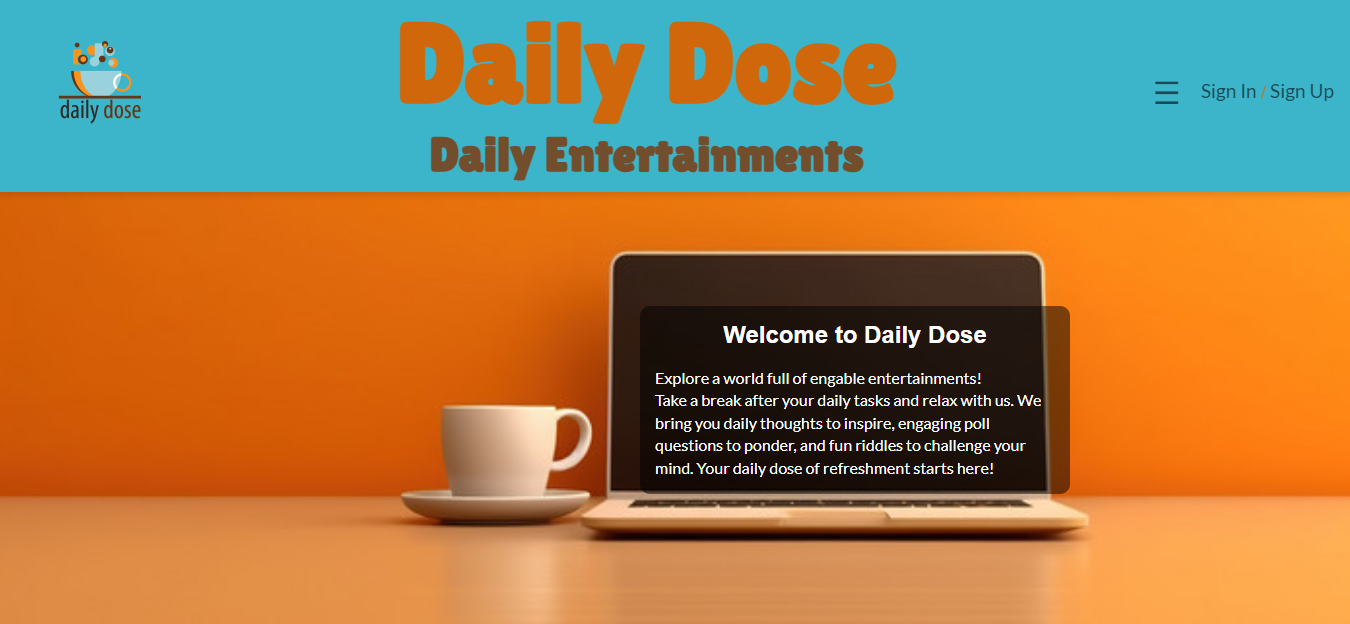 daily dose
Daily Dose
Daily Entertainments
☰ Sign In / Sign Up
Welcome to Daily Dose
Explore a world full of engable entertainments!
Take a break after your daily tasks and relax with us. We
bring you daily thoughts to inspire, engaging poll
questions to ponder, and fun riddles to challenge your
mind. Your daily dose of refreshment starts here!